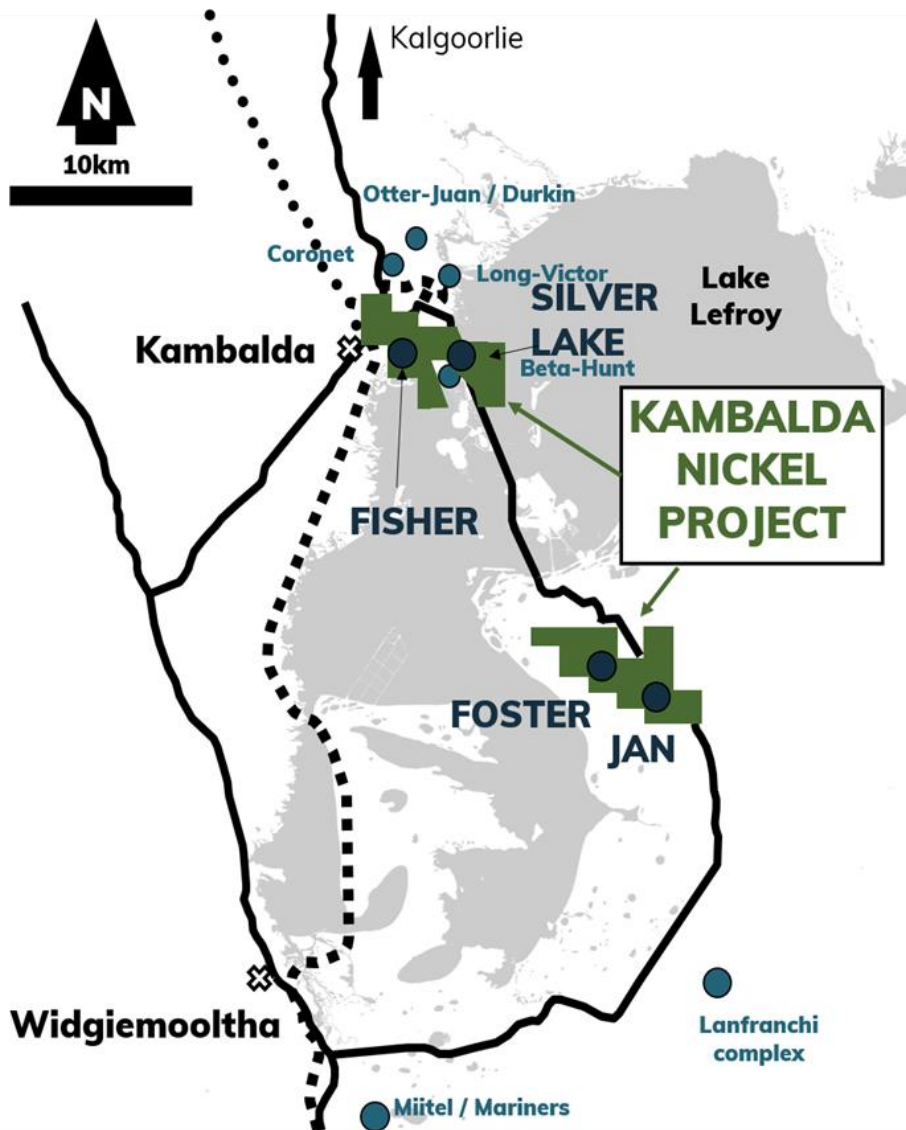 Kalgoorlie
N
10km
Otter-Juan / Durkin
Coronet
Long-Victor
SILVER
LAKE
Lake
Lefroy
Kambalda
Beta-Hunt
KAMBALDA
NICKEL
PROJECT
FISHER
FOSTER
JAN
Widgiemooltha
Lanfranchi
complex
Miitel / Mariners